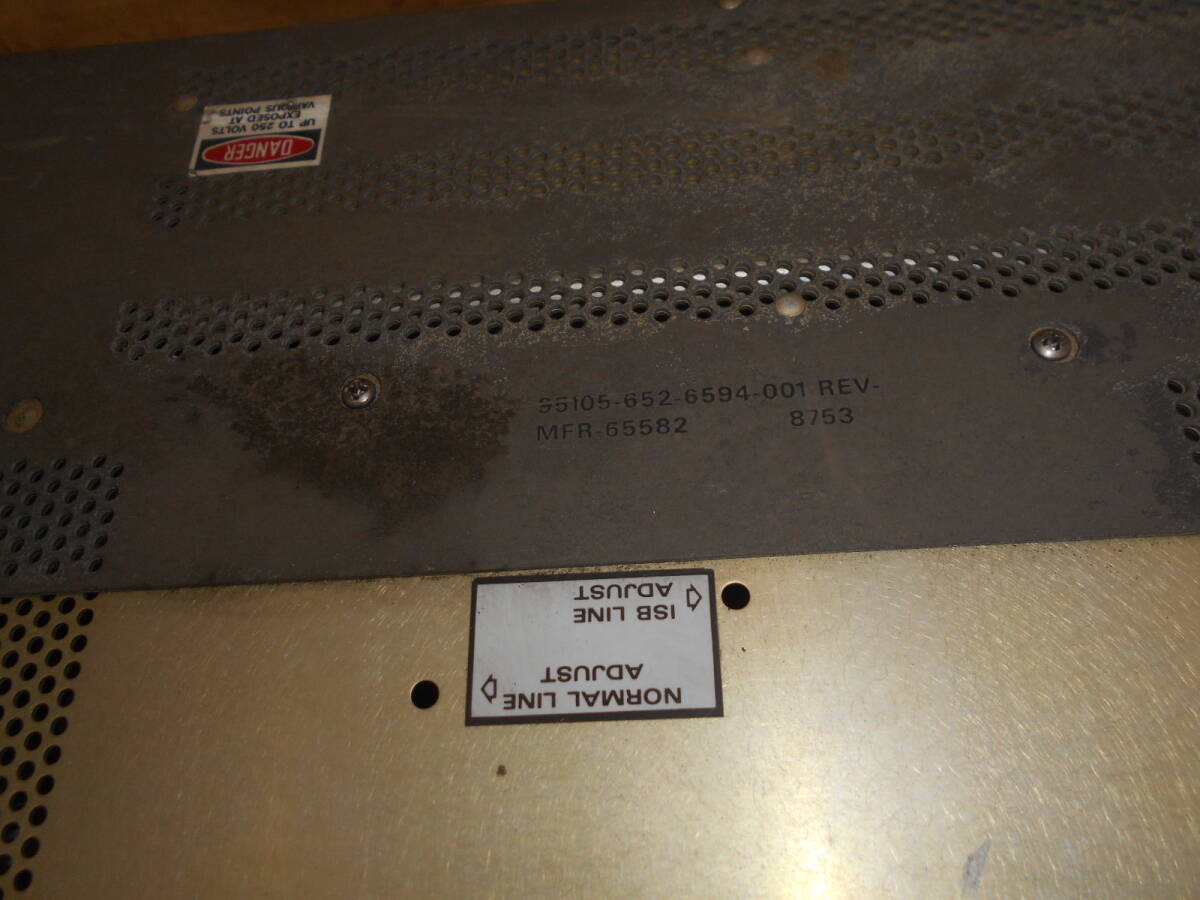 DANGER
UP TO 250 VOLTS
EXPOSED AT
VARIOUS POINTS
95105-652-6594-001 REV-
MFR-65582 8753
NORMAL LINE
ADJUST
ISB LINE
ADJUST